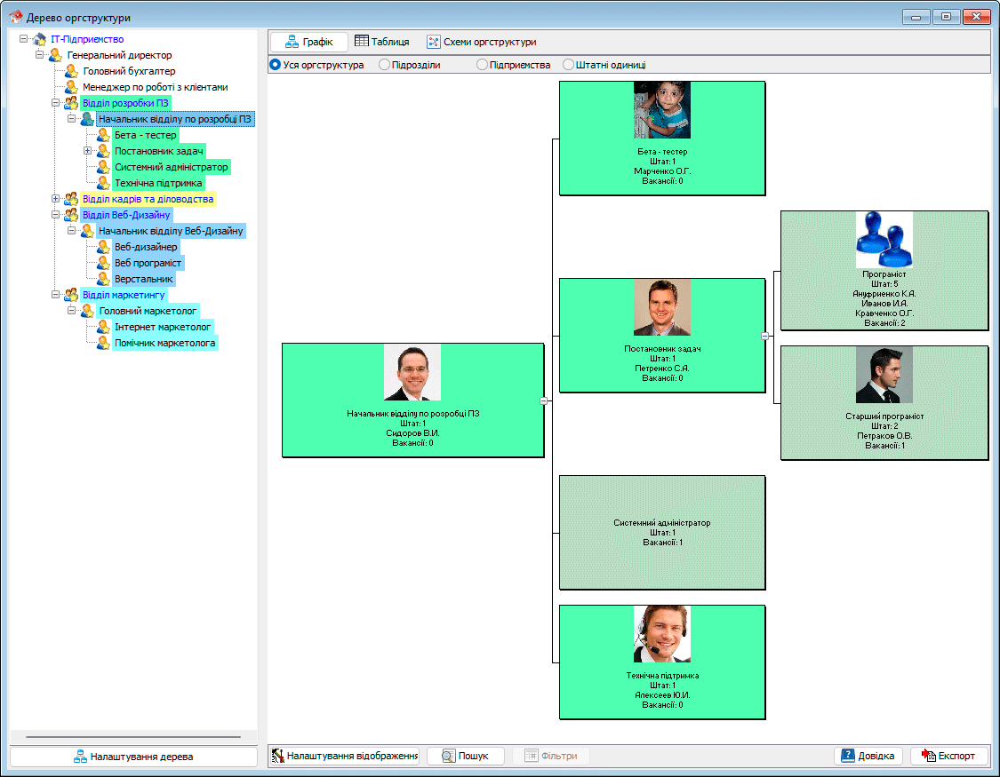 Дерево оргструктури
ІТ-Підприємство
Генеральний директор
Головний бухгалтер
Менеджер по роботі з клієнтами
Відділ розробки ПЗ
Начальник відділу по розробці ПЗ
Бета - тестер
Постановник задач
Системний адміністратор
Технічна підтримка
Відділ кадрів та діловодства
Відділ Веб-Дизайну
Начальник відділу Веб-Дизайну
Веб-дизайнер
Веб програміст
Верстальник
Відділ маркетингу
Головний маркетолог
Інтернет маркетолог
Помічник маркетолога
Налаштування дерева
Графік Таблиця Схеми оргструктури
Уся оргструктура Підрозділи Підприємства Штатні одиниці
Бета - тестер
Штат: 1
Марченко О.Г.
Вакансії: 0
Програміст
Штат: 5
Ануфриенко К.А.
Иванов И.А.
Кравченко О.Г.
Вакансії: 2
Постановник задач
Штат: 1
Петренко С.А.
Вакансії: 0
Начальник відділу по розробці ПЗ
Штат: 1
Сидоров В.И.
Вакансії: 0
Старший програміст
Штат: 2
Петраков О.В.
Вакансії: 1
Системний адміністратор
Штат: 1
Вакансії: 1
Технічна підтримка
Штат: 1
Алексеев Ю.И.
Вакансії: 0
Налаштування відображення Пошук Фільтри Довідка Експорт